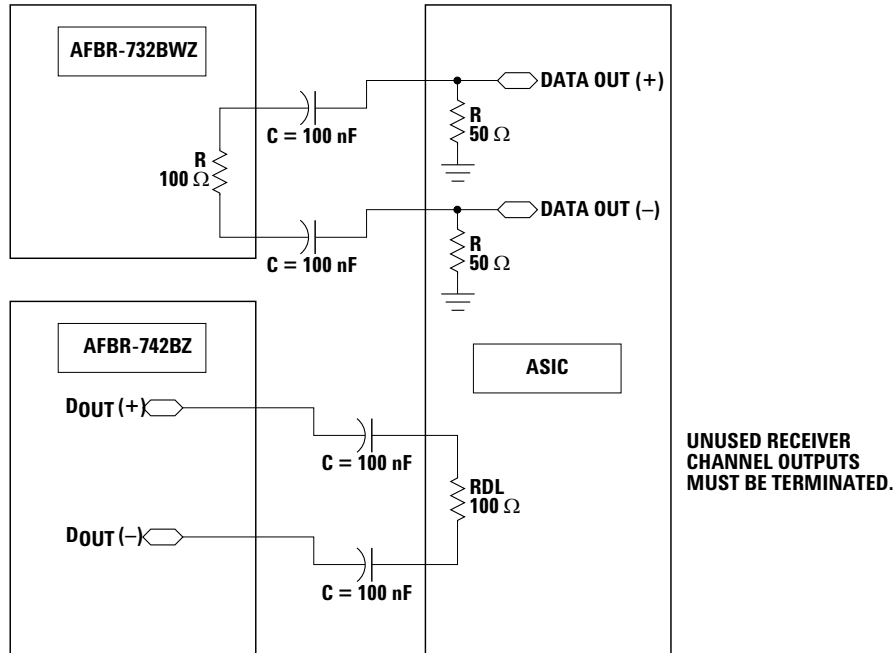 AFBR-732BWZ
C = 100 nF
R
100 Ω
C = 100 nF
DATA OUT (+)
R
50 Ω
DATA OUT (–)
R
50 Ω
AFBR-742BZ
DOUT (+)
DOUT (–)
C = 100 nF
C = 100 nF
ASIC
RDL
100 Ω
UNUSED RECEIVER
CHANNEL OUTPUTS
MUST BE TERMINATED.